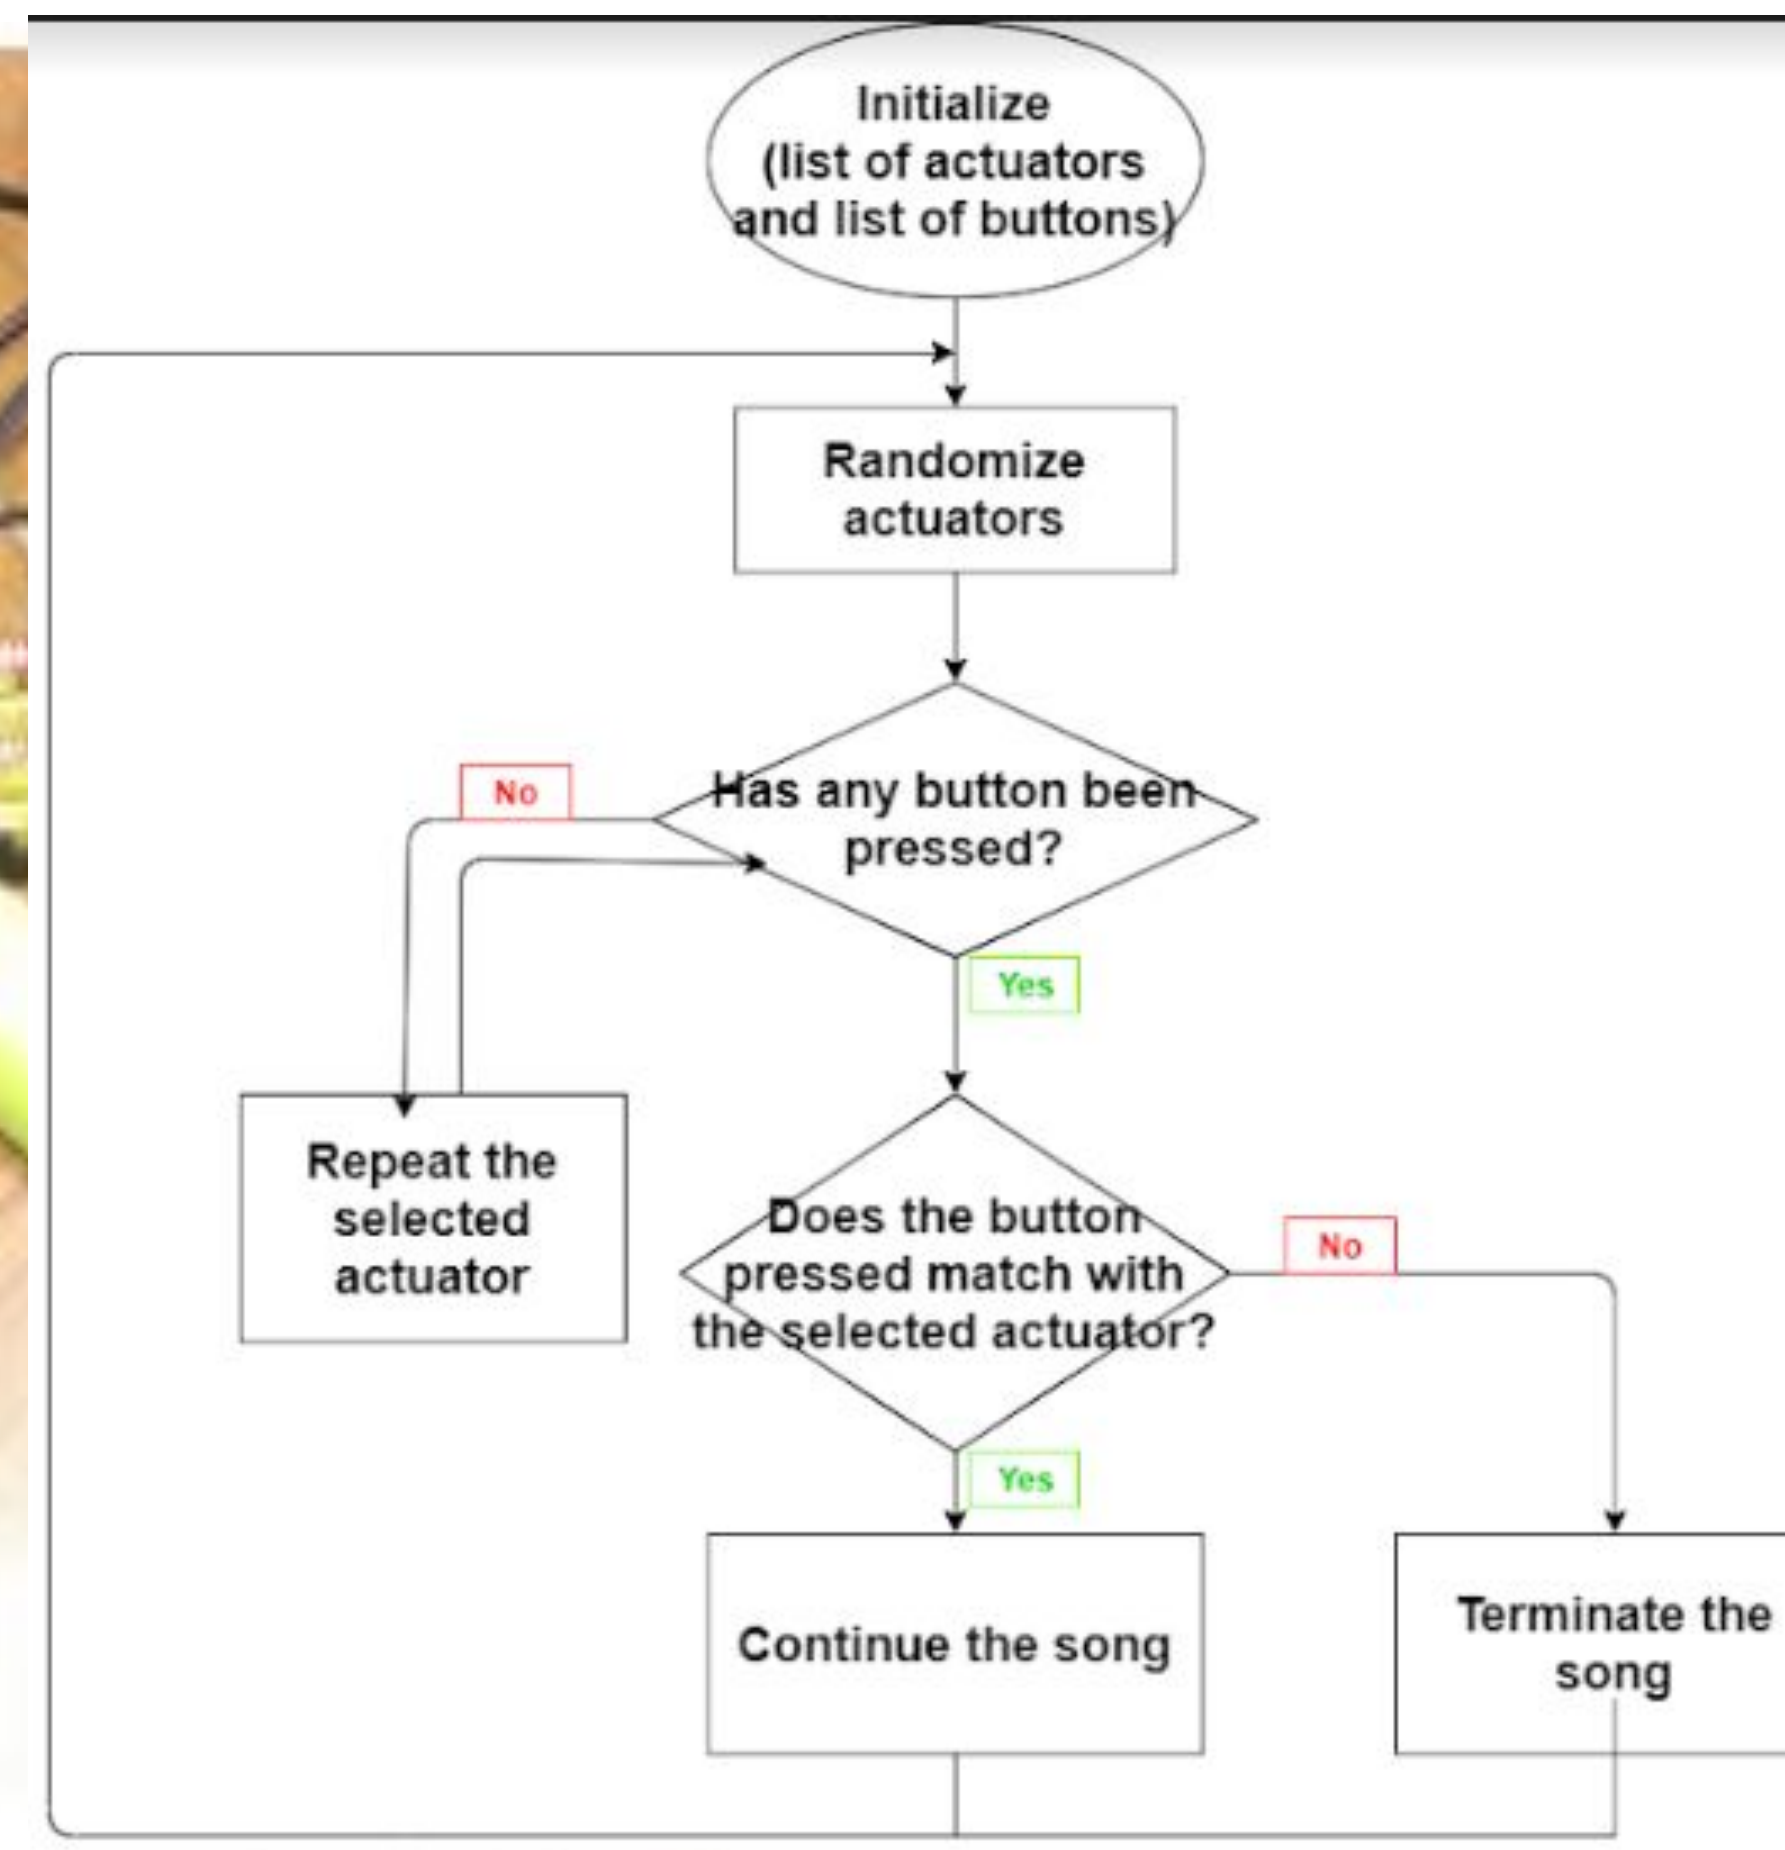 Initialize
(list of actuators
and list of buttons)
Randomize
actuators
No
Has any button been
pressed?
Yes
Repeat the
selected
actuator
Does the button
pressed match with
the selected actuator?
No
Yes
Continue the song
Terminate the
song